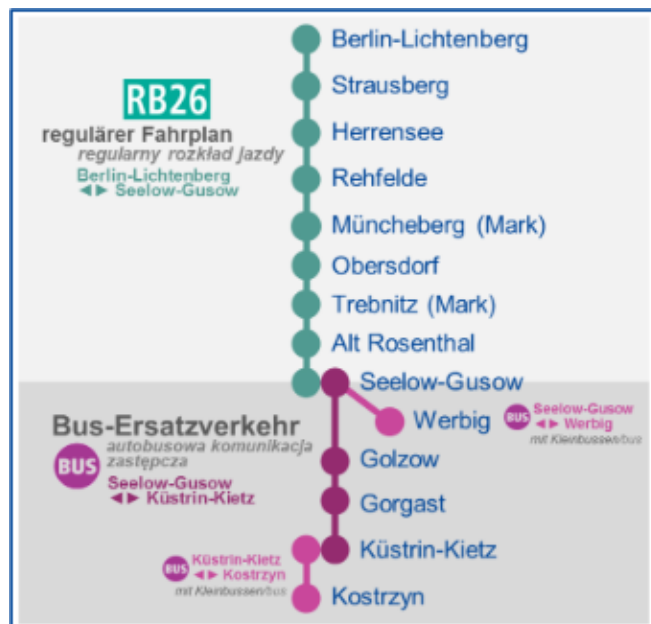 Berlin-Lichtenberg
Strausberg
RB26
Herrensee
regulärer Fahrplan
regularny rozkład jazdy
Berlin-Lichtenberg
◄► Seelow-Gusow
Rehfelde
Müncheberg (Mark)
Obersdorf
Trebnitz (Mark)
Alt Rosenthal
Seelow-Gusow
Bus-Ersatzverkehr
autobusowa komunikacja
zastępcza
BUS
Seelow-Gusow
◄► Küstrin-Kietz
Werbig
BUS
Seelow-Gusow
◄► Werbig
mit Kleinbussen/bus
Golzow
Gorgast
Küstrin-Kietz
BUS
Küstrin-Kietz
◄► Kostrzyn
mit Kleinbussen/bus
Kostrzyn